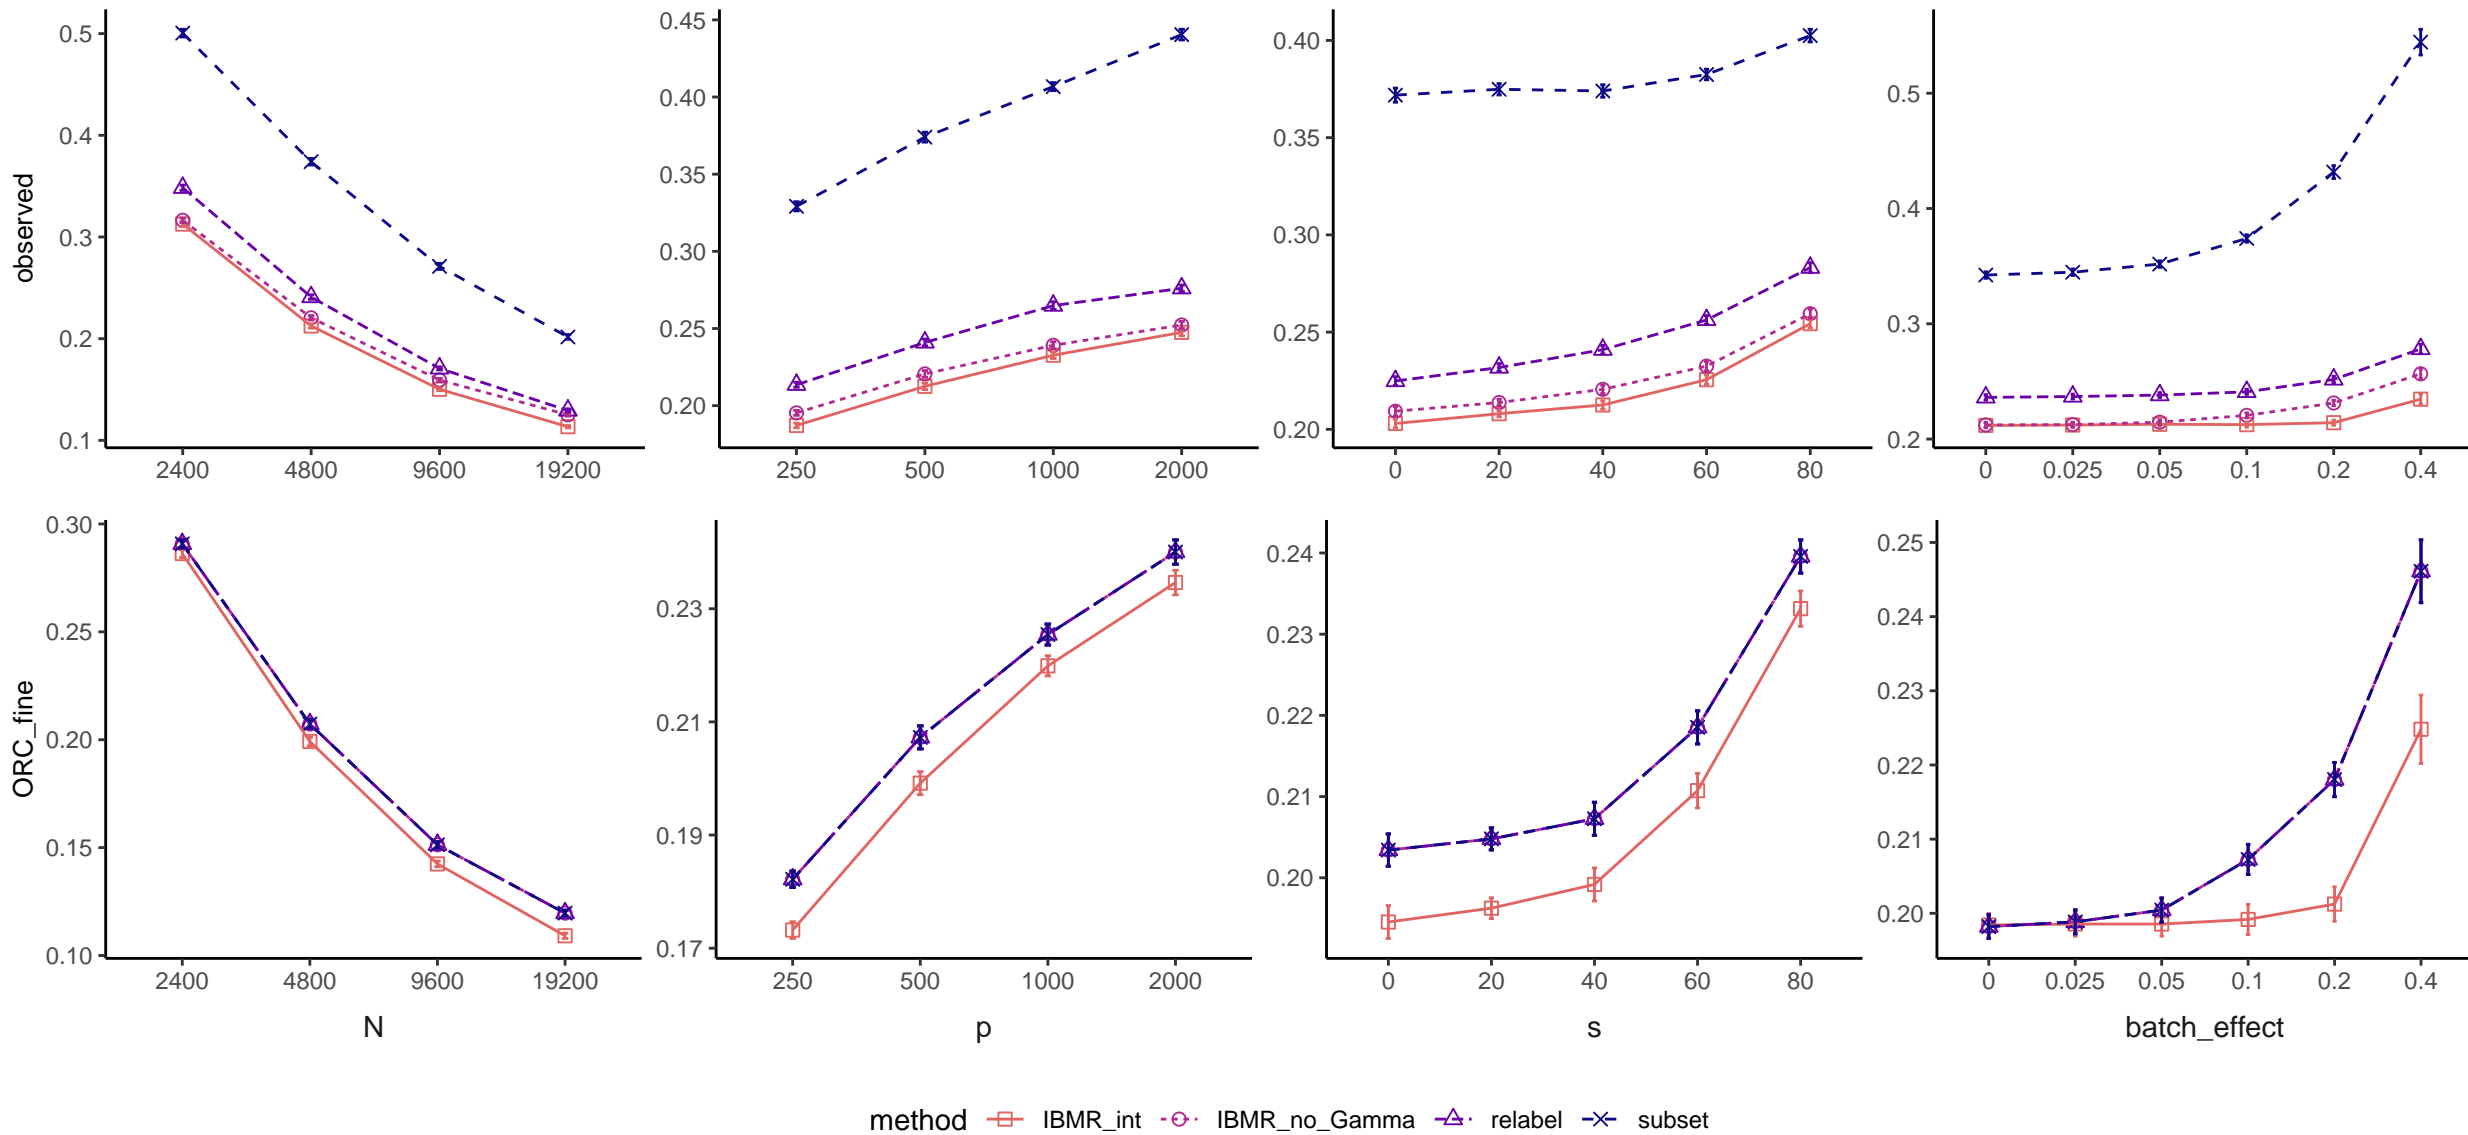 observed
0.5
0.4
0.3
0.2
0.1
2400 4800 9600 19200
0.45
0.40
0.35
0.30
0.25
0.20
250 500 1000 2000
0.40
0.35
0.30
0.25
0.20
0 20 40 60 80
0.5
0.4
0.3
0.2
0 0.025 0.05 0.1 0.2 0.4
ORC_fine
0.30
0.25
0.20
0.15
0.10
2400 4800 9600 19200
N
0.23
0.21
0.19
0.17
250 500 1000 2000
p
0.24
0.23
0.22
0.21
0.20
0 20 40 60 80
s
0.25
0.24
0.23
0.22
0.21
0.20
0 0.025 0.05 0.1 0.2 0.4
batch_effect
method IBMR_int IBMR_no_Gamma relabel subset